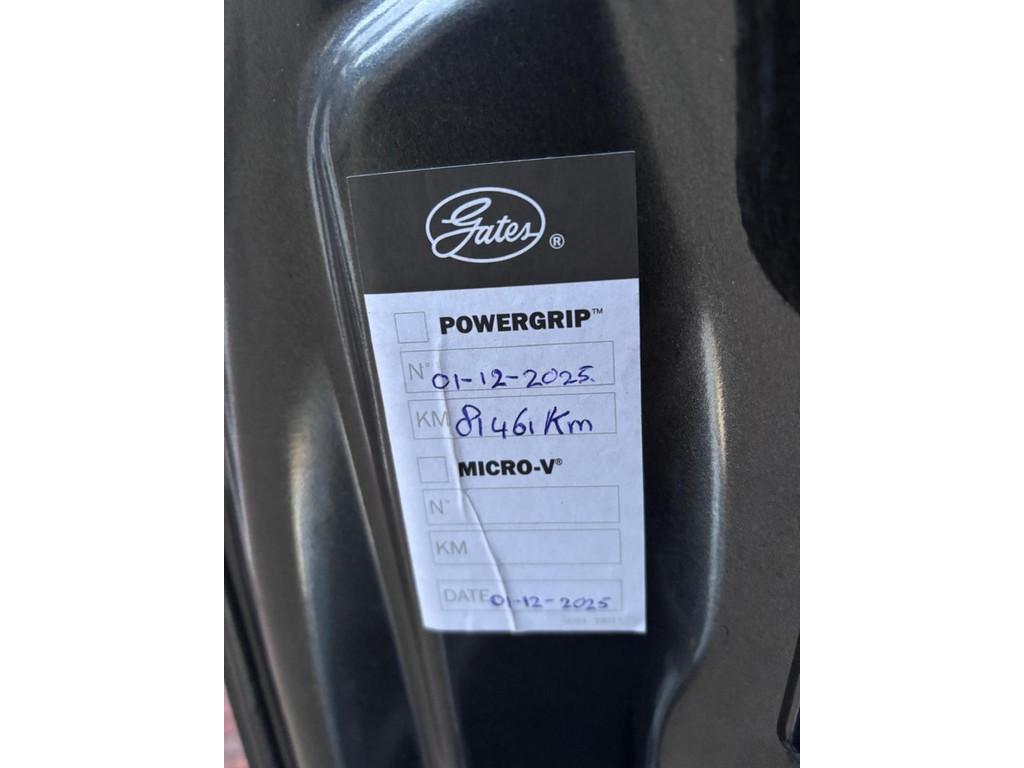 Gates®
POWERGRIP™
N° 01-12-2025.
KM 81461 Km
MICRO-V®
N°
KM
DATE 01-12-2025